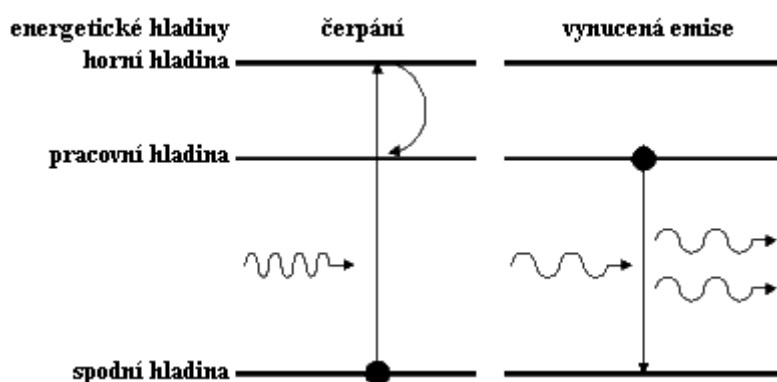 energetické hladiny čerpání vynucená emise
horní hladina
pracovní hladina
spodní hladina